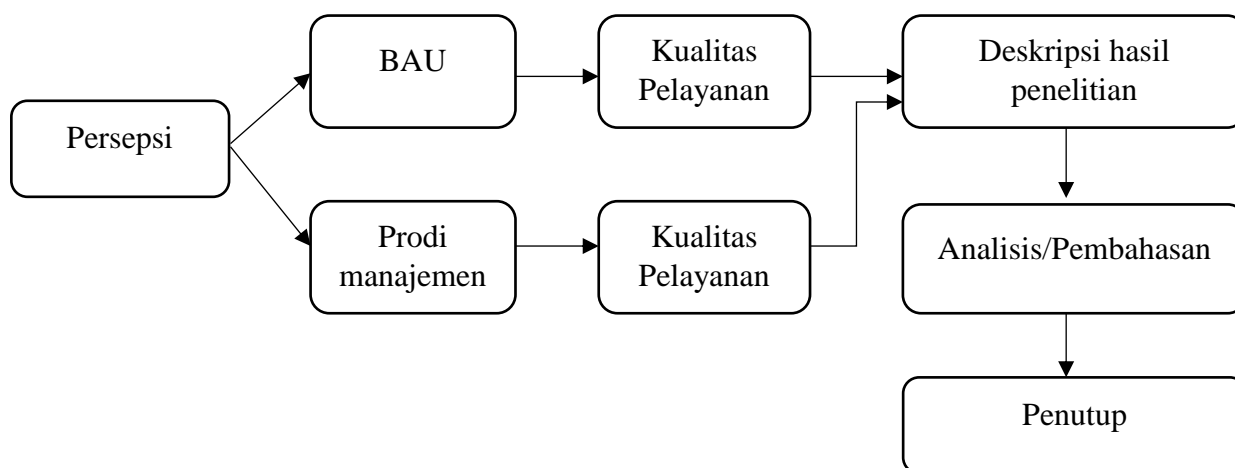 Persepsi
BAU
Kualitas
Pelayanan
Deskripsi hasil
penelitian
Prodi
manajemen
Kualitas
Pelayanan
Analisis/Pembahasan
Penutup